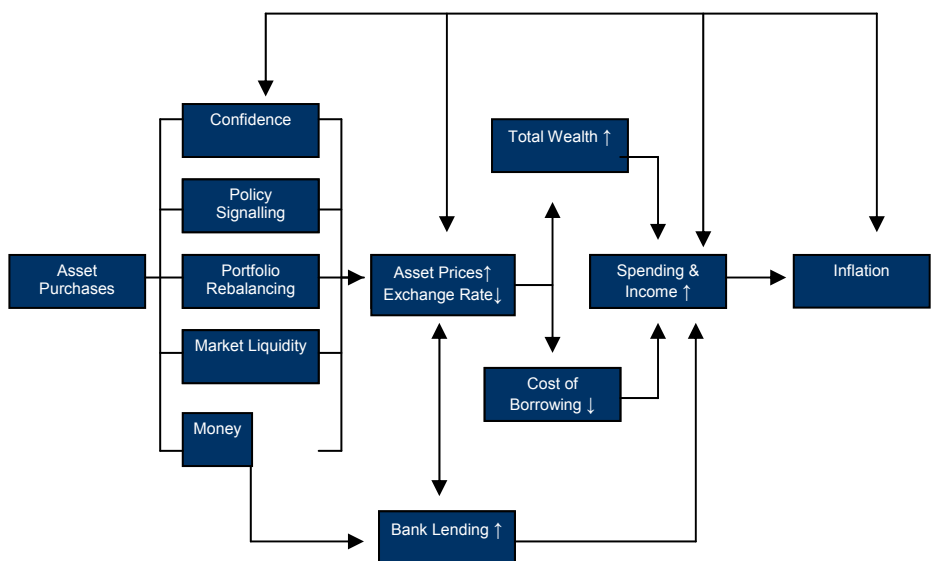 Confidence
Total Wealth ↑
Policy
Signalling
Asset
Purchases
Portfolio
Rebalancing
Asset Prices↑
Exchange Rate↓
Spending &
Income ↑
Inflation
Market Liquidity
Cost of
Borrowing ↓
Money
Bank Lending ↑